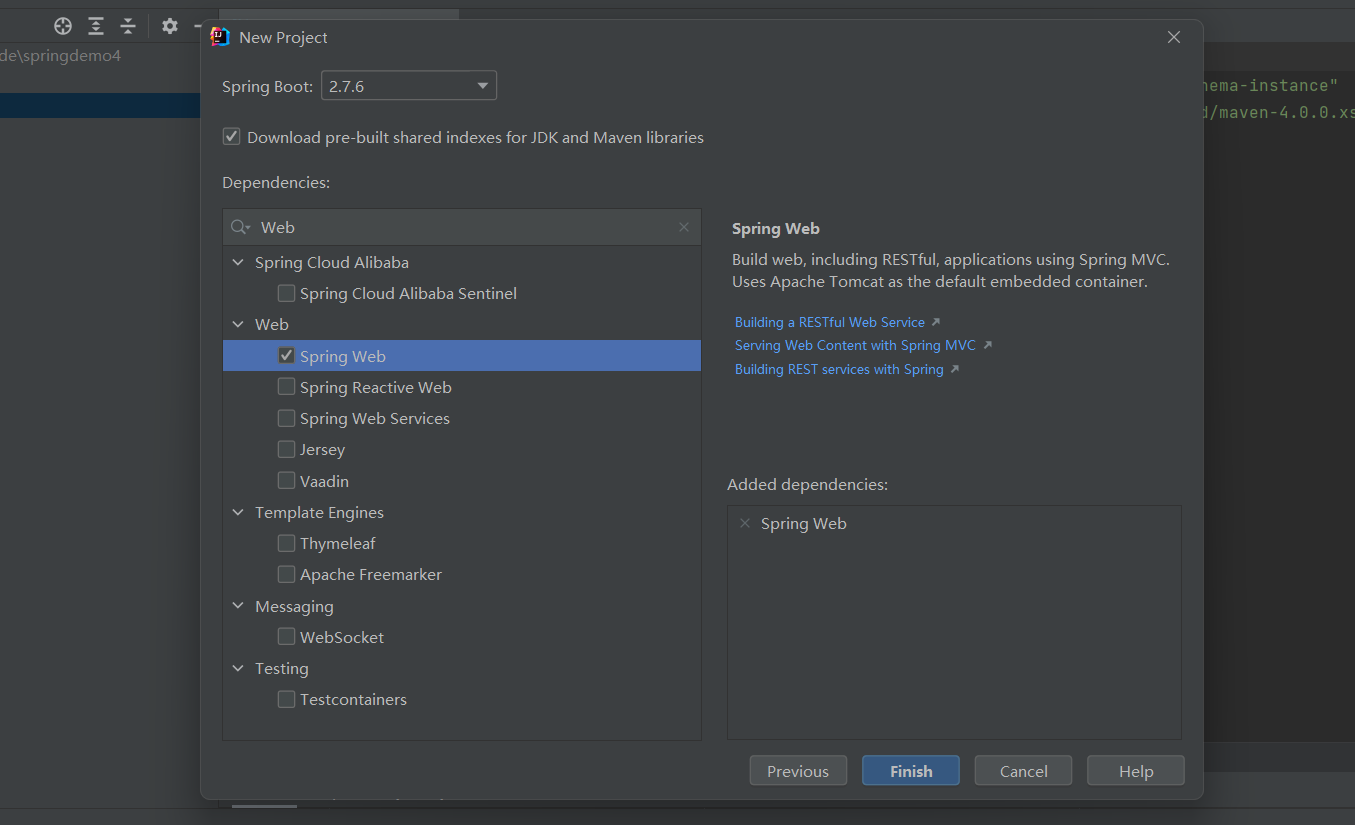 de\springdemo4
New Project
Spring Boot: 2.7.6
hema-instance"
d/maven-4.0.0.xs
Download pre-built shared indexes for JDK and Maven libraries
Dependencies:
Web
Spring Cloud Alibaba
Spring Cloud Alibaba Sentinel
Web
Spring Web
Spring Reactive Web
Spring Web Services
Jersey
Vaadin
Template Engines
Thymeleaf
Apache Freemarker
Messaging
WebSocket
Testing
Testcontainers
Spring Web
Build web, including RESTful, applications using Spring MVC.
Uses Apache Tomcat as the default embedded container.
Building a RESTful Web Service
Serving Web Content with Spring MVC
Building REST services with Spring
Added dependencies:
Spring Web
Previous
Finish
Cancel
Help